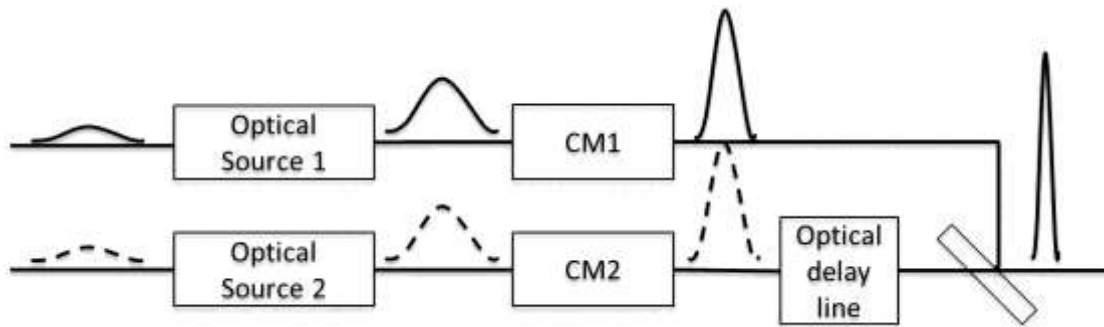 Optical
Source 1
CM1
Optical
Source 2
CM2
Optical
delay
line